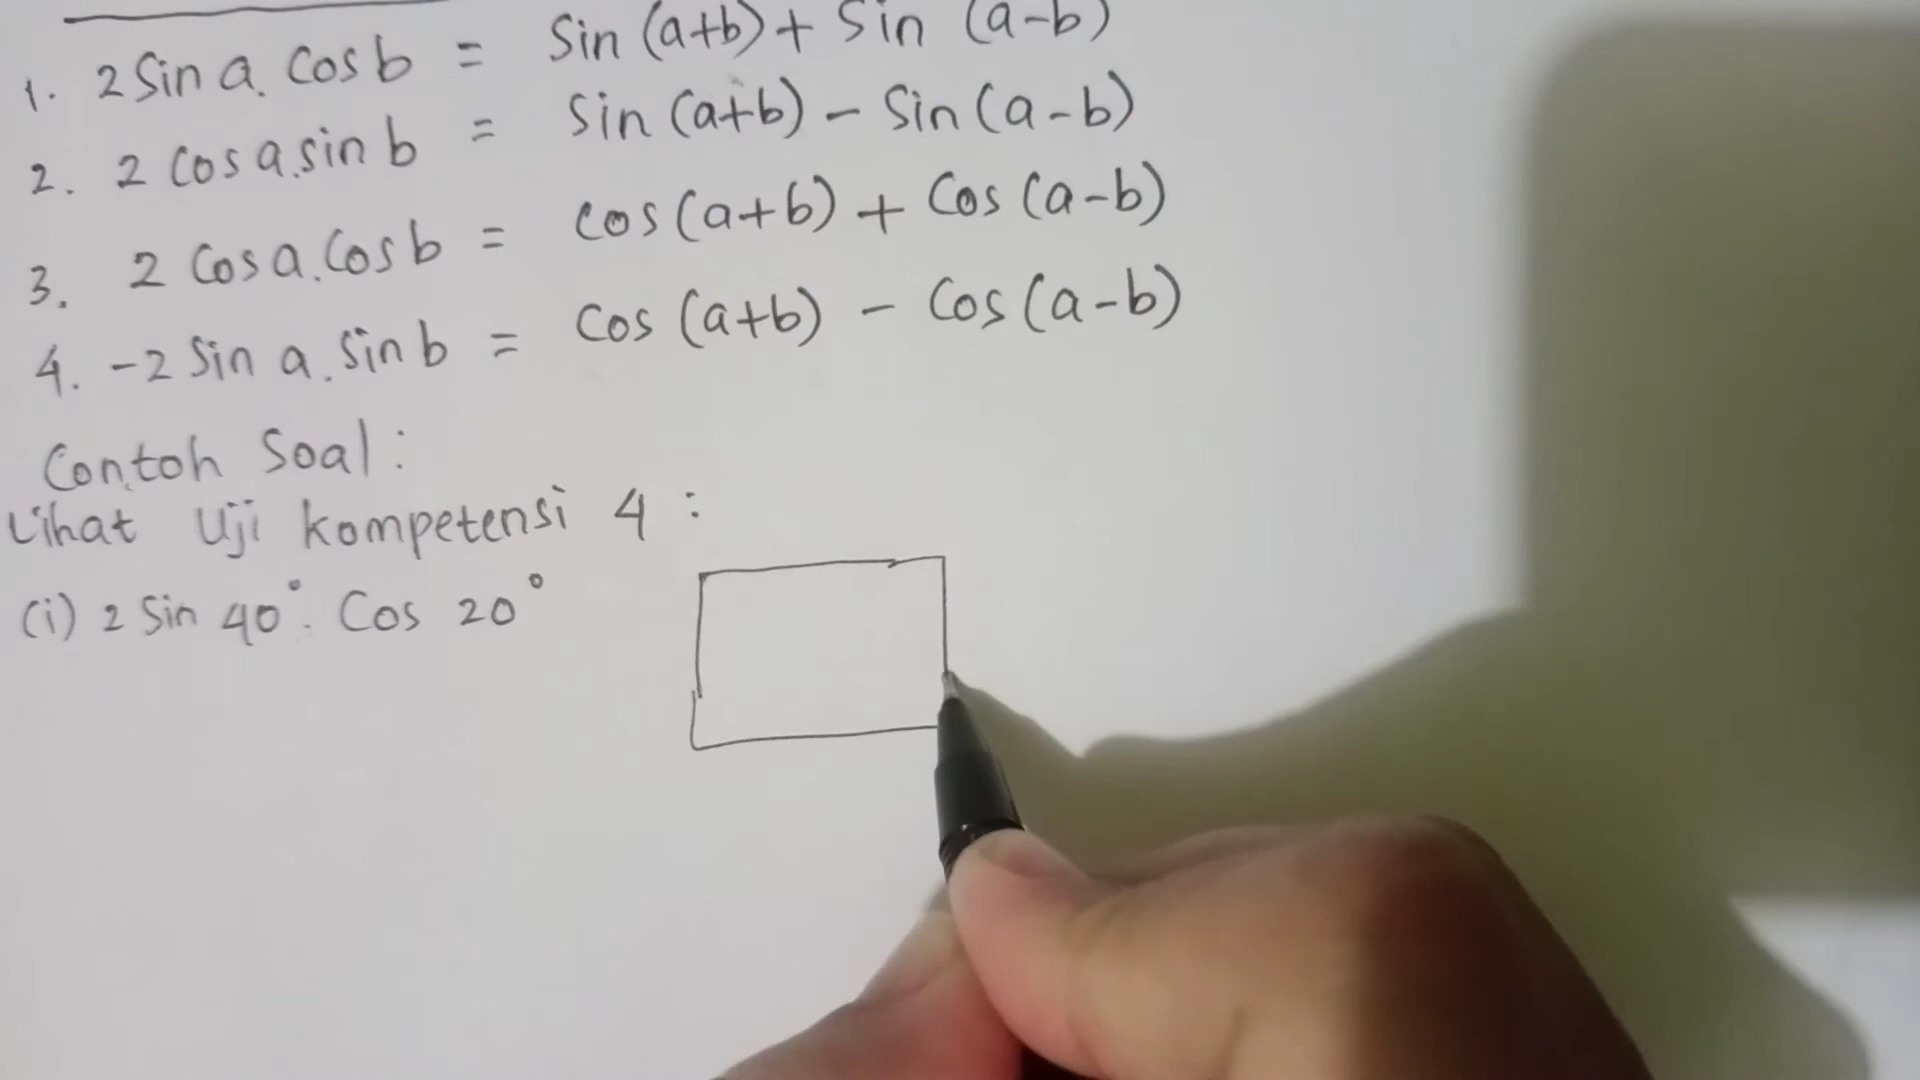 1. 2 Sin a. Cos b = Sin (a+b) + Sin (a-b)
2. 2 Cos a. sin b = Sin (a+b) - Sin (a-b)
3. 2 Cos a. Cos b = Cos (a+b) + Cos (a-b)
4. -2 Sin a. Sin b = Cos (a+b) - Cos (a-b)
Contoh Soal :
Lihat Uji kompetensi 4 :
(i) 2 Sin 40°. Cos 20°